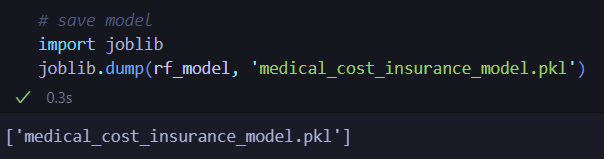 # save model
import joblib
joblib.dump(rf_model, 'medical_cost_insurance_model.pkl')
0.3s
['medical_cost_insurance_model.pkl']